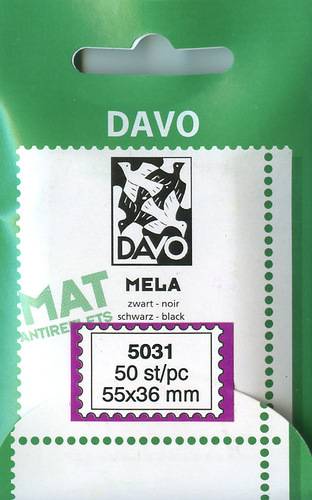 DAVO
DAVO
MELA
zwart - noir
schwarz - black
MAT
ANTIREFLETS
5031
50 st/pc
55x36 mm